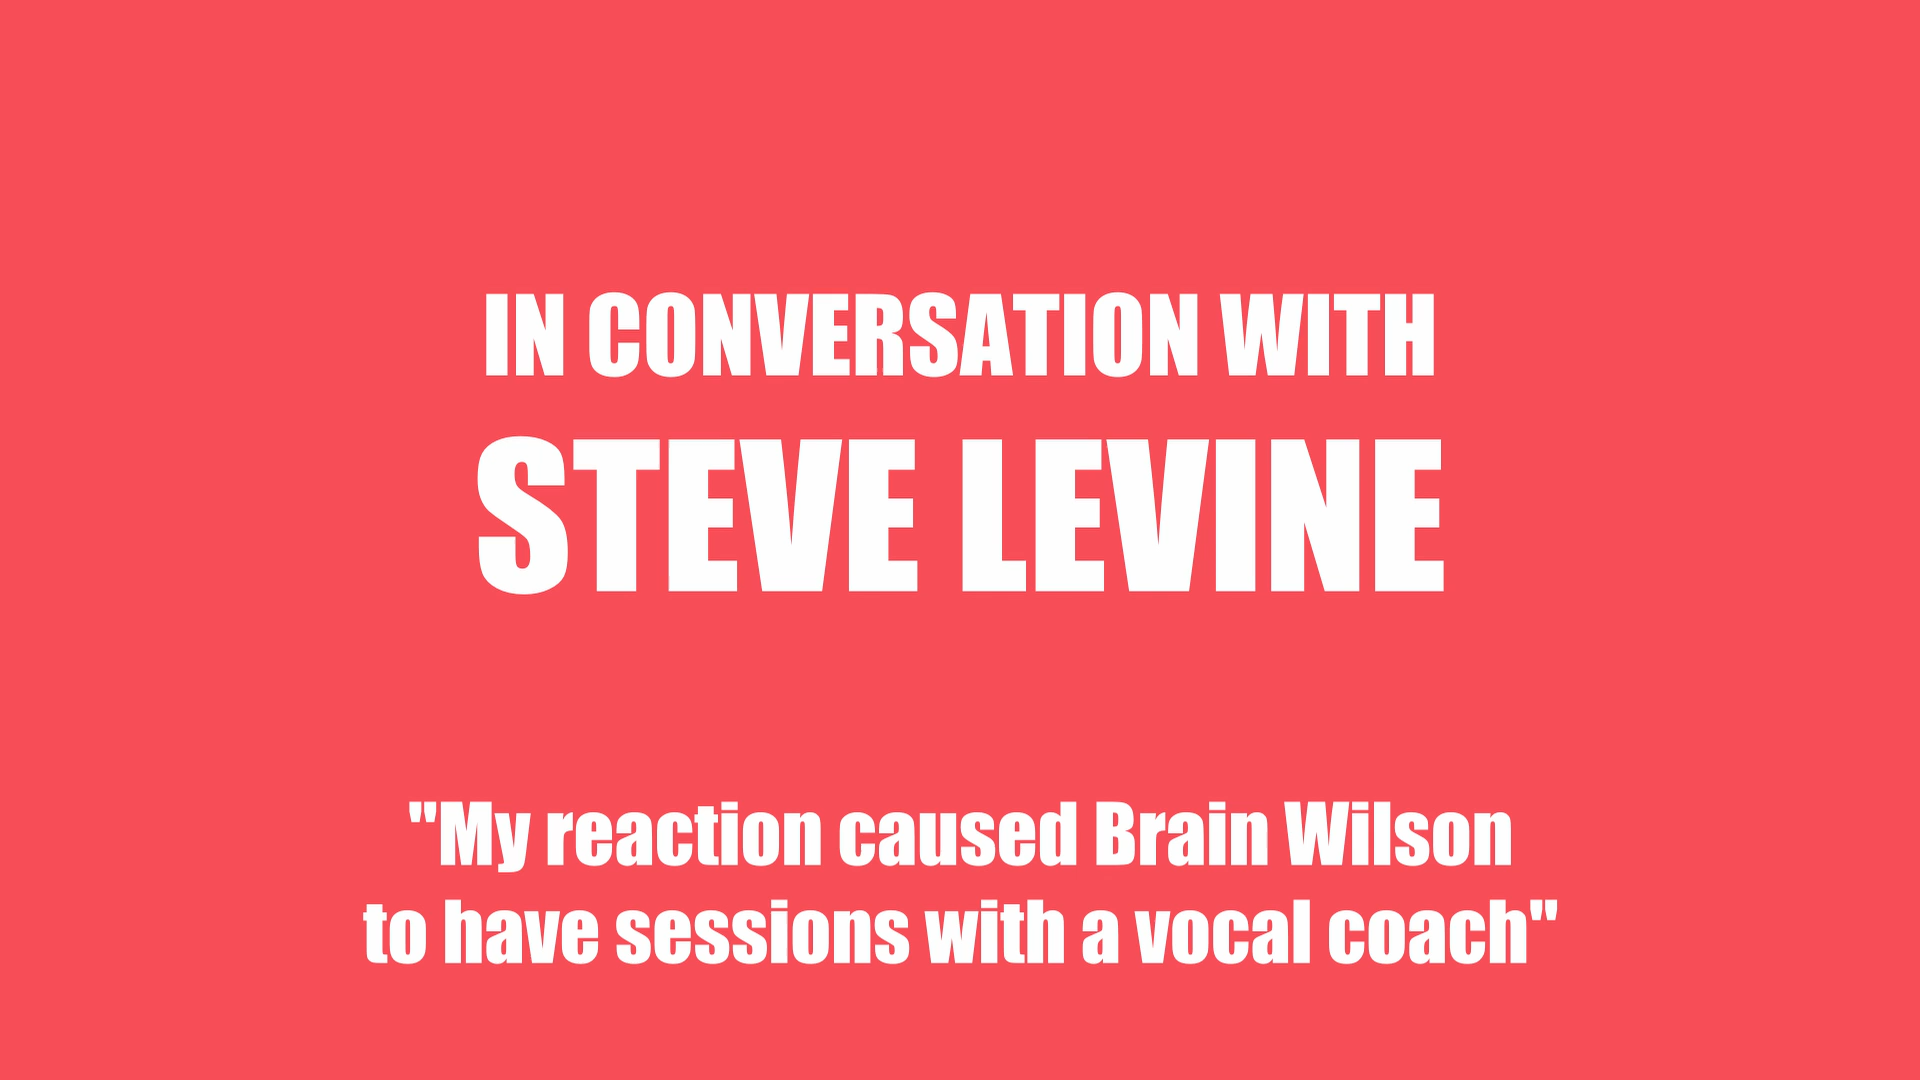 IN CONVERSATION WITH
STEVE LEVINE
"My reaction caused Brain Wilson
to have sessions with a vocal coach"